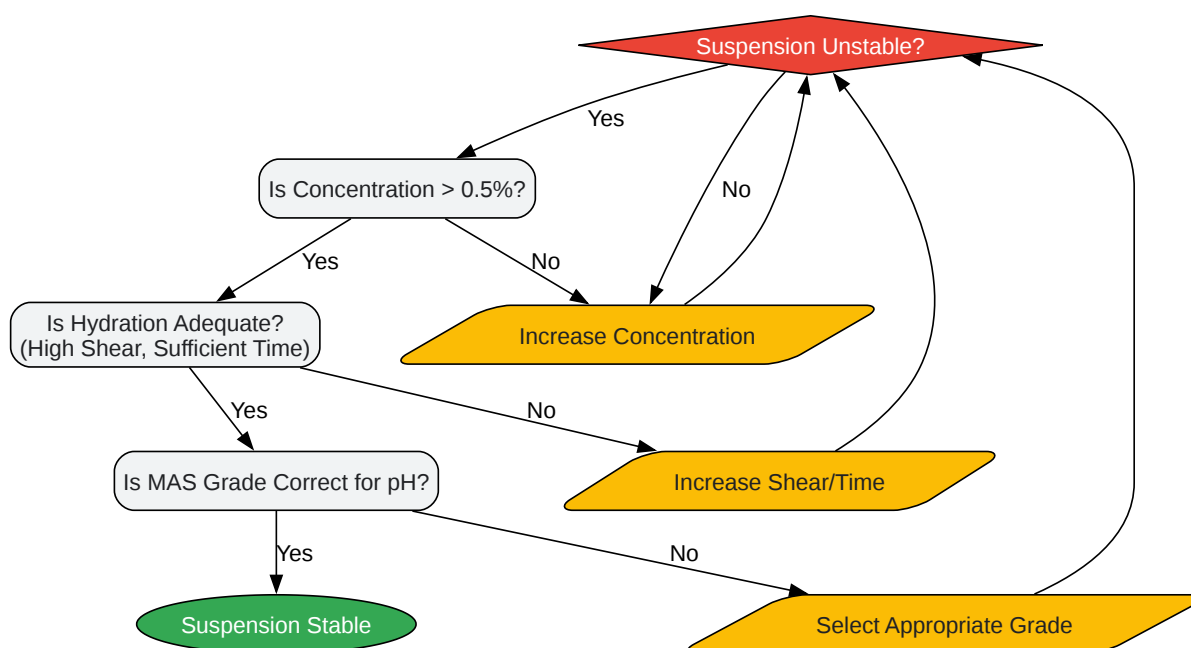 Suspension Unstable?
Yes
Is Concentration > 0.5%?
No
Yes
No
Is Hydration Adequate?
(High Shear, Sufficient Time)
Increase Concentration
Yes
No
Is MAS Grade Correct for pH?
Increase Shear/Time
Yes
No
Suspension Stable
Select Appropriate Grade